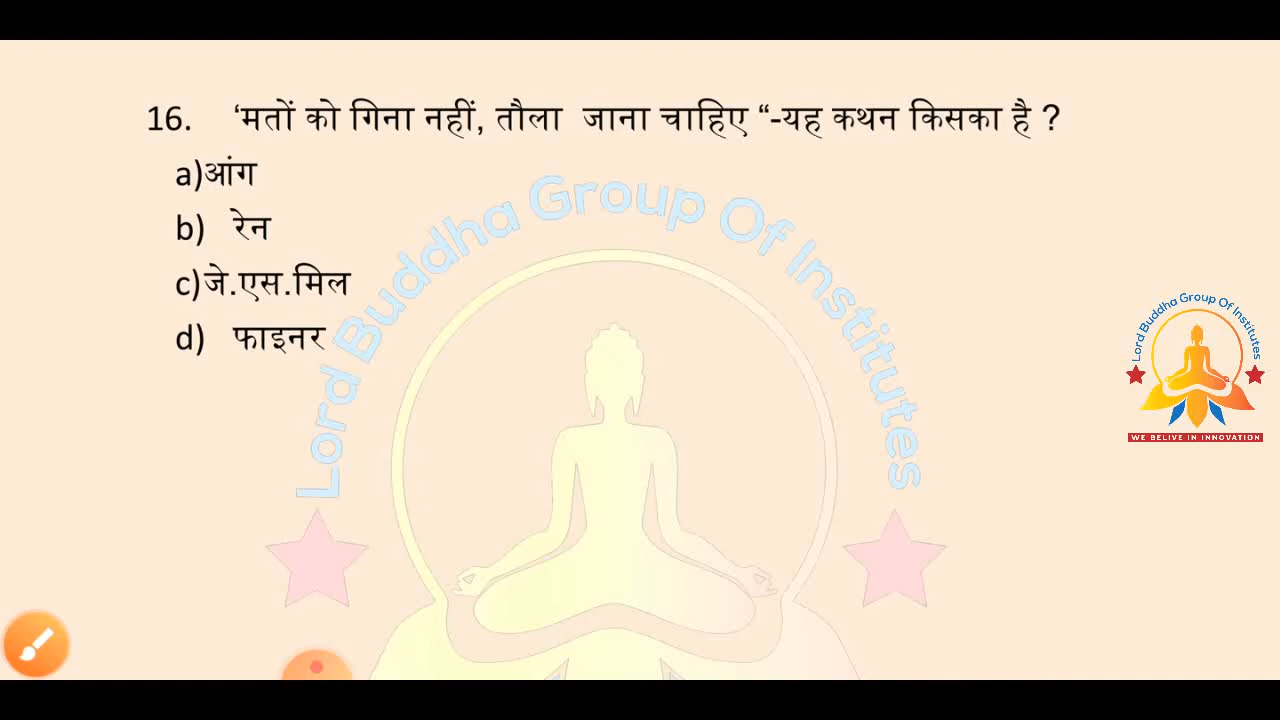 16. ‘मतों को गिना नहीं, तौला जाना चाहिए “-यह कथन किसका है ?
a)आंग
b) रेन
c)जे.एस.मिल
d) फाइनर
Lord Buddha Group Of Institutes
Lord Buddha Group Of Institutes
WE BELIVE IN INNOVATION